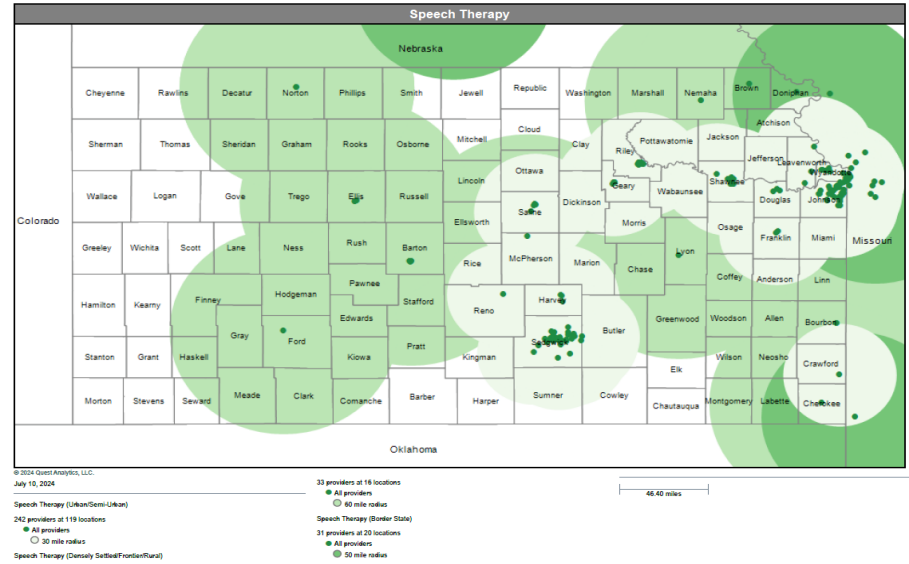 Speech Therapy
Nebraska
Cheyenne
Rawlins
Decatur
Norton
Phillips
Smith
Jewell
Republic
Washington
Marshall
Nemaha
Brown
Doniphan
Atchison
Sherman
Thomas
Sheridan
Graham
Rooks
Osborne
Mitchell
Cloud
Clay
Riley
Pottawatomie
Jackson
Jefferson
Leavenworth
Wyandotte
Wallace
Logan
Gove
Trego
Ellis
Russell
Lincoln
Ottawa
Geary
Wabaunsee
Shawnee
Douglas
Johnson
Colorado
Ellsworth
Saline
Dickinson
Morris
Osage
Franklin
Miami
Missouri
Greeley
Wichita
Scott
Lane
Ness
Rush
Barton
Rice
McPherson
Marion
Chase
Lyon
Coffey
Anderson
Linn
Hamilton
Kearny
Finney
Hodgeman
Pawnee
Stafford
Reno
Harvey
Gray
Ford
Edwards
Butler
Greenwood
Woodson
Allen
Bourbon
Stanton
Grant
Haskell
Kiowa
Pratt
Kingman
Sedgwick
Elk
Wilson
Neosho
Crawford
Morton
Stevens
Seward
Meade
Clark
Comanche
Barber
Harper
Sumner
Cowley
Chautauqua
Montgomery
Labette
Cherokee
Oklahoma
© 2024 Quest Analytics, LLC.
July 10, 2024
Speech Therapy (Urban/Semi-Urban)
242 providers at 119 locations
All providers
30 mile radius
Speech Therapy (Densely Settled/Frontier/Rural)
33 providers at 16 locations
All providers
60 mile radius
Speech Therapy (Border State)
31 providers at 20 locations
All providers
50 mile radius
46.40 miles